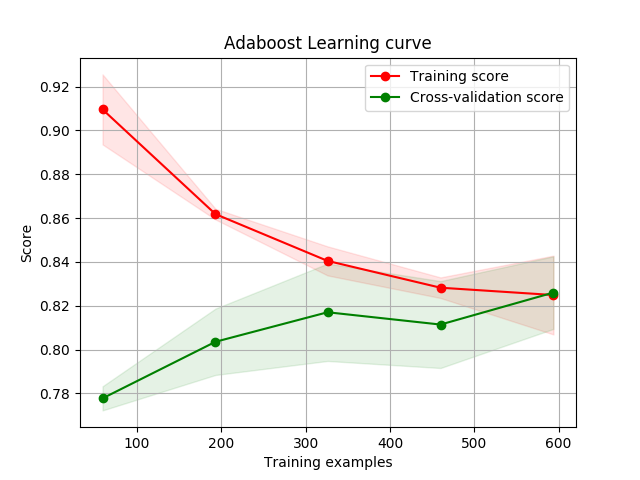 Adaboost Learning curve
Training score
Cross-validation score
0.92
0.90
0.88
0.86
0.84
0.82
0.80
0.78
Score
100
200
300
400
500
600
Training examples